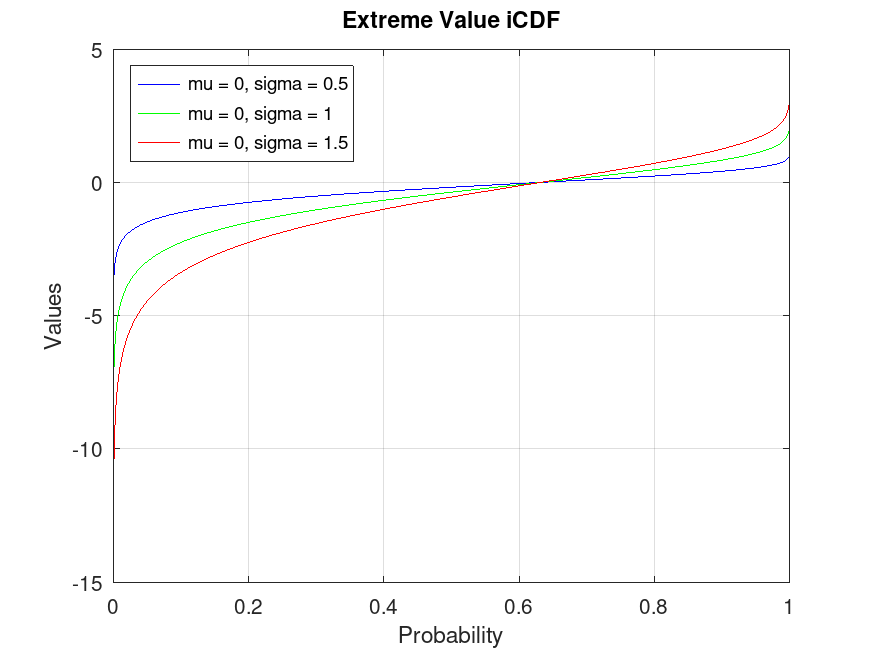 Extreme Value iCDF
mu = 0, sigma = 0.5
mu = 0, sigma = 1
mu = 0, sigma = 1.5
5
0
-5
-10
-15
Values
0
0.2
0.4
0.6
0.8
1
Probability